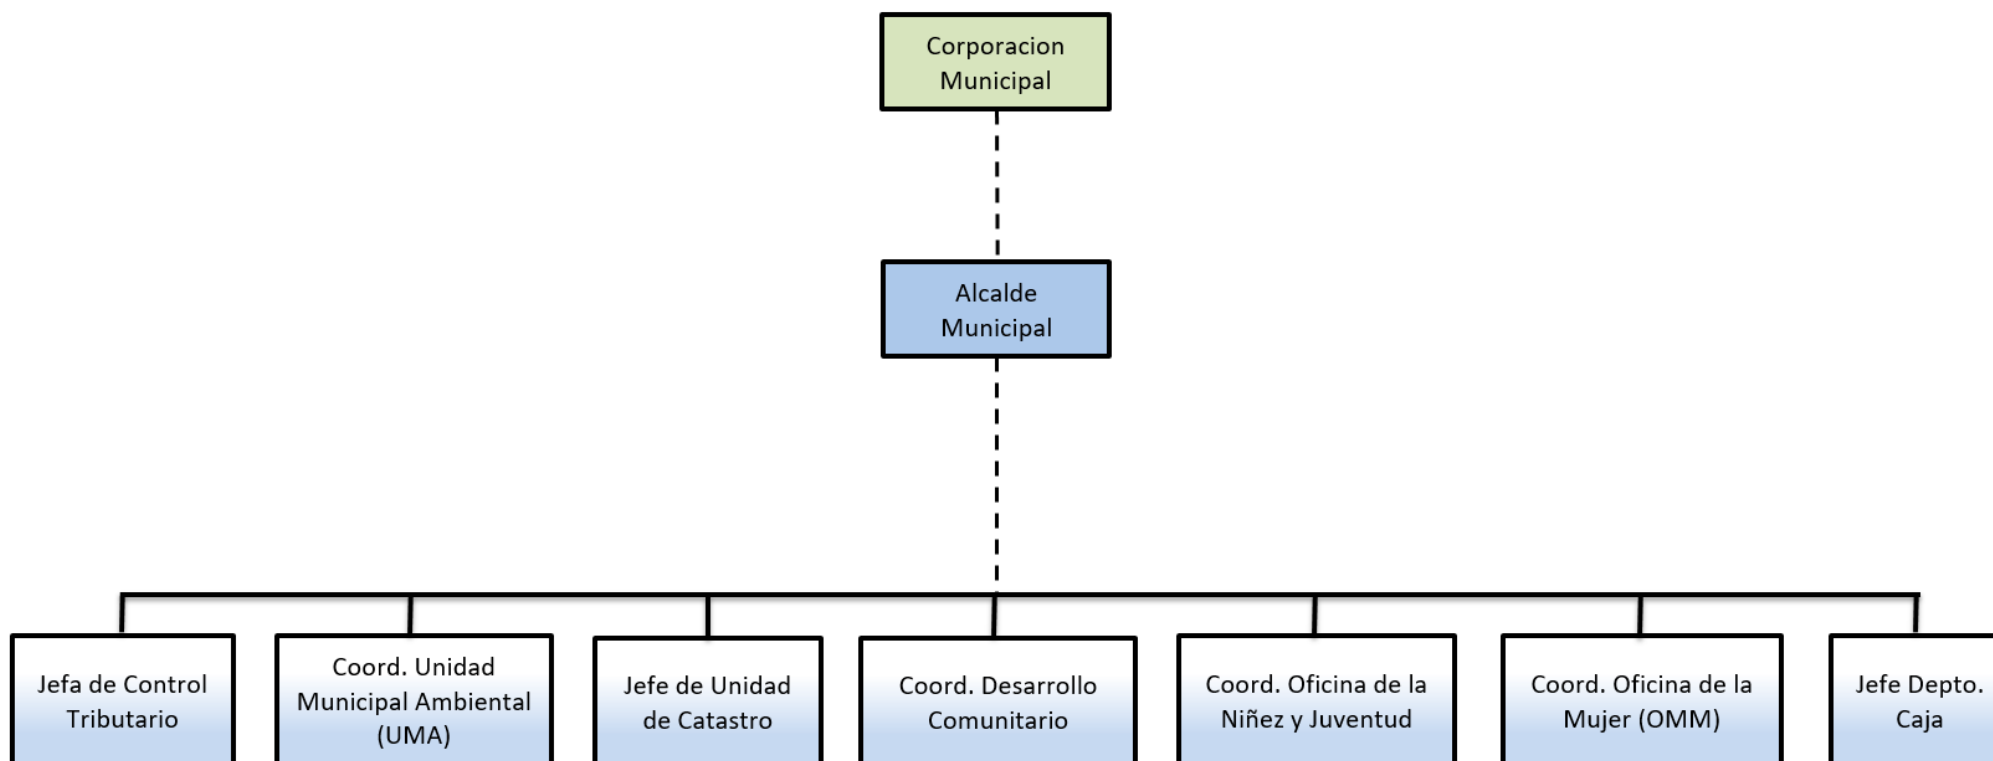 Corporacion
Municipal
Alcalde
Municipal
Jefa de Control
Tributario
Coord. Unidad
Municipal Ambiental
(UMA)
Jefe de Unidad
de Catastro
Coord. Desarrollo
Comunitario
Coord. Oficina de la
Niñez y Juventud
Coord. Oficina de la
Mujer (OMM)
Jefe Depto.
Caja